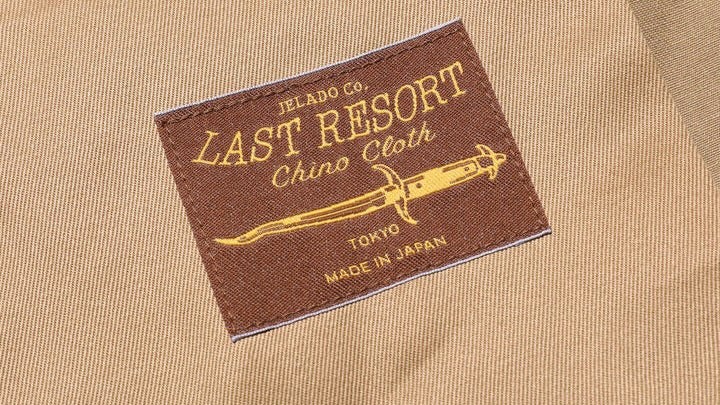 JELADO Co.
LAST RESORT
Chino Cloth
TOKYO
MADE IN JAPAN